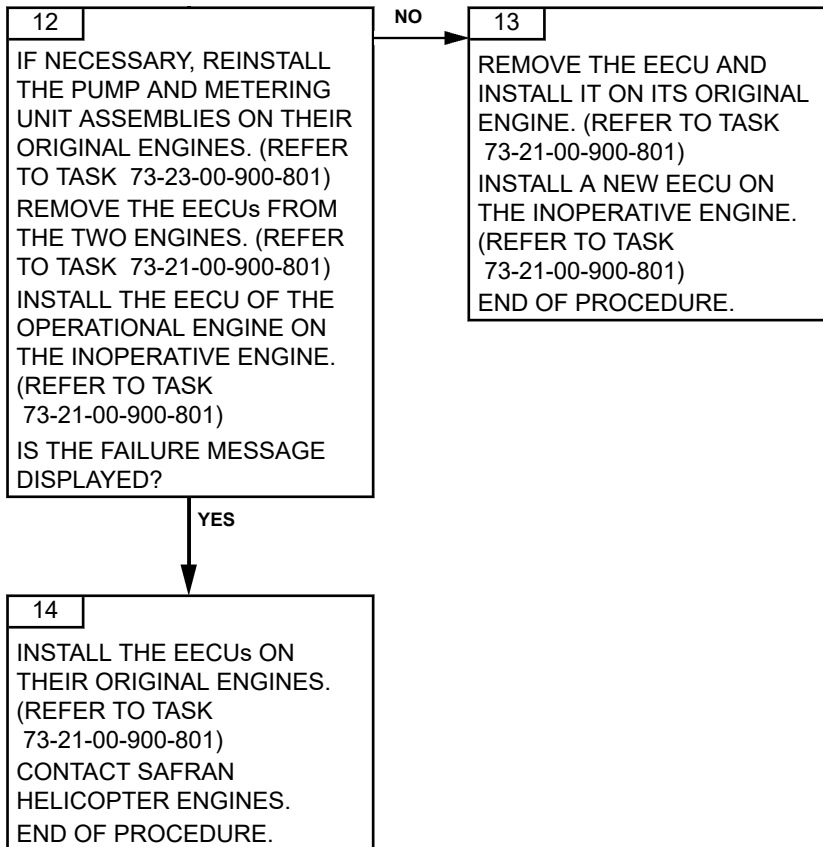 12
IF NECESSARY, REINSTALL
THE PUMP AND METERING
UNIT ASSEMBLIES ON THEIR
ORIGINAL ENGINES. (REFER
TO TASK 73-23-00-900-801)
REMOVE THE EECUs FROM
THE TWO ENGINES. (REFER
TO TASK 73-21-00-900-801)
INSTALL THE EECU OF THE
OPERATIONAL ENGINE ON
THE INOPERATIVE ENGINE.
(REFER TO TASK
73-21-00-900-801)
IS THE FAILURE MESSAGE
DISPLAYED?
NO
13
REMOVE THE EECU AND
INSTALL IT ON ITS ORIGINAL
ENGINE. (REFER TO TASK
73-21-00-900-801)
INSTALL A NEW EECU ON
THE INOPERATIVE ENGINE.
(REFER TO TASK
73-21-00-900-801)
END OF PROCEDURE.
YES
14
INSTALL THE EECUs ON
THEIR ORIGINAL ENGINES.
(REFER TO TASK
73-21-00-900-801)
CONTACT SAFRAN
HELICOPTER ENGINES.
END OF PROCEDURE.